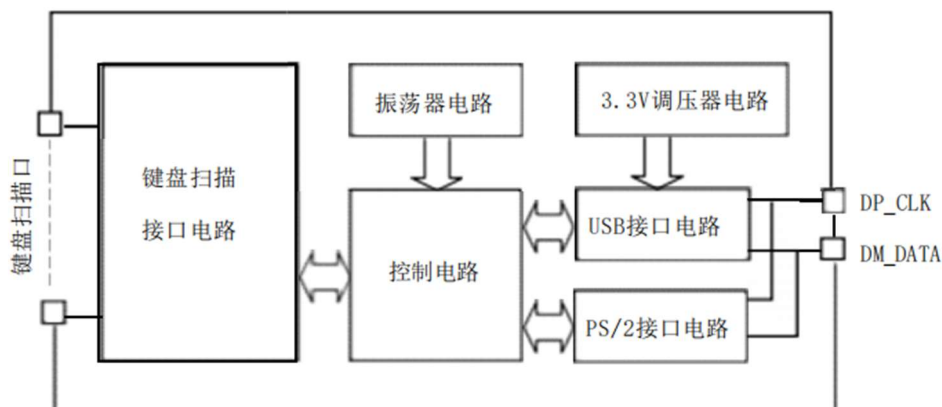 键盘扫描口
键盘扫描
接口电路
振荡器电路
3.3V调压器电路
控制电路
USB接口电路
PS/2接口电路
DP_CLK
DM_DATA